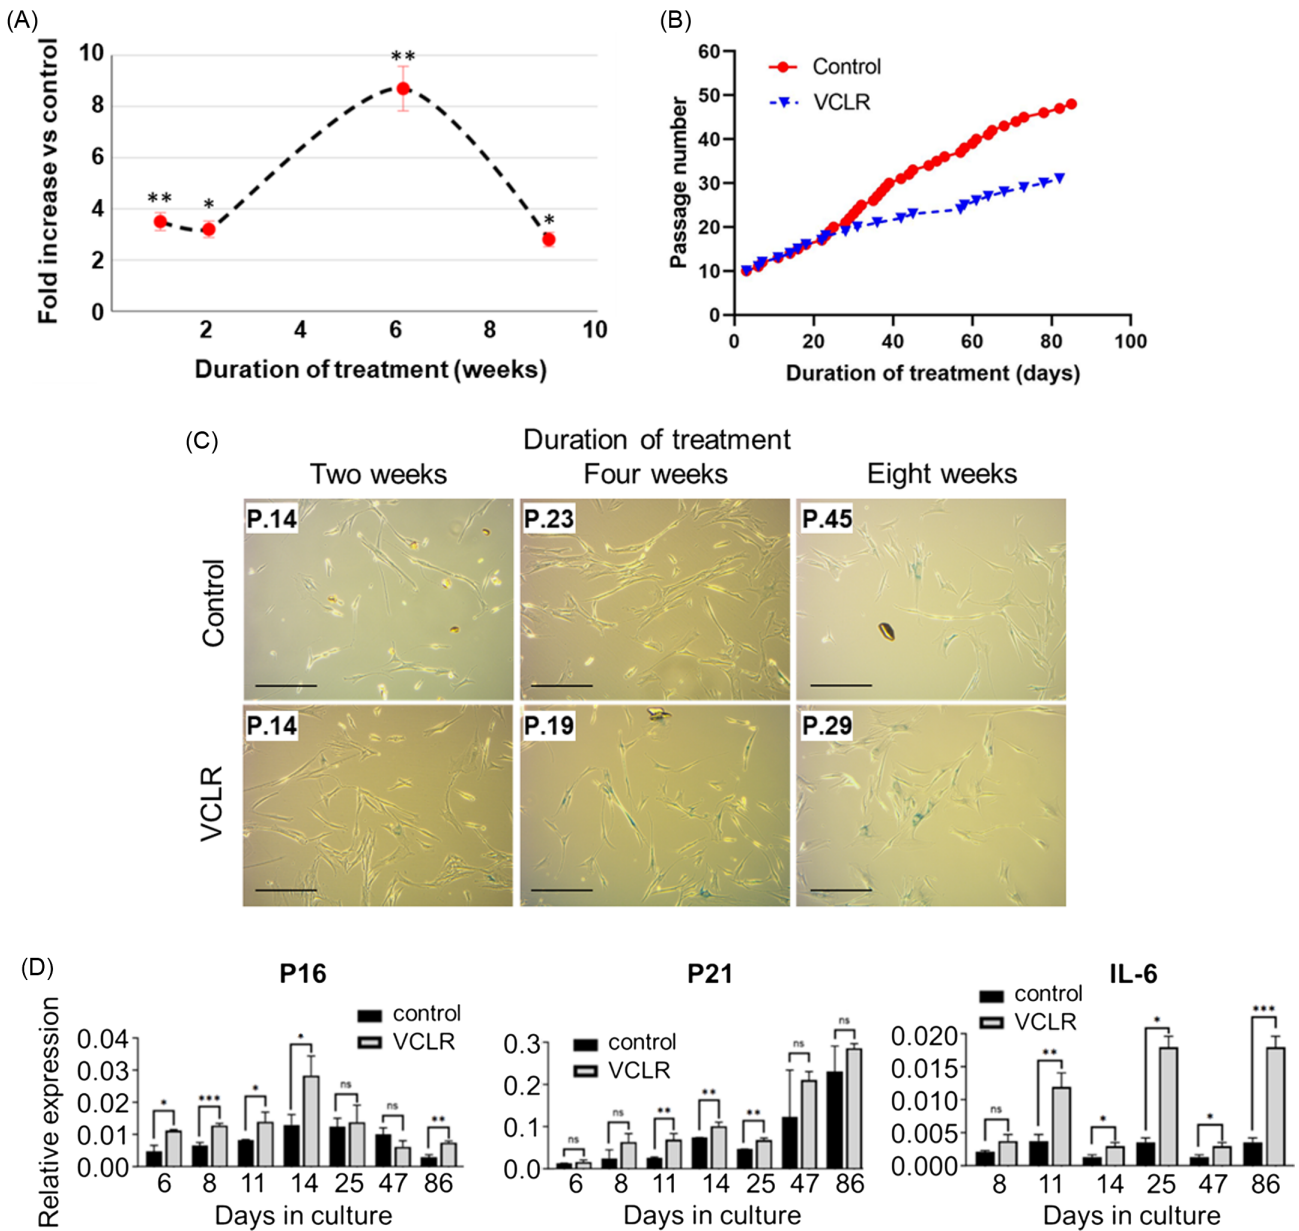 (A)
Fold increase vs control
10
8
6
4
2
0
**
*
**
*
2 4 6 8 10
Duration of treatment (weeks)
(B)
Passage number
60
50
40
30
20
10
0
Control
VCLR
0 20 40 60 80 100
Duration of treatment (days)
(C)
Duration of treatment
Two weeks Four weeks Eight weeks
Control
P.14 P.23 P.45
VCLR
P.14 P.19 P.29
(D)
Relative expression
P16
control
VCLR
0.04
0.03
0.02
0.01
0.00
* *** * * ns ns **
6 8 11 14 25 47 86
Days in culture
P21
control
VCLR
0.3
0.2
0.1
0.0
ns ns ** ** ** ns ns
6 8 11 14 25 47 86
Days in culture
IL-6
control
VCLR
0.020
0.015
0.010
0.005
0.000
ns ** * * * ***
8 11 14 25 47 86
Days in culture